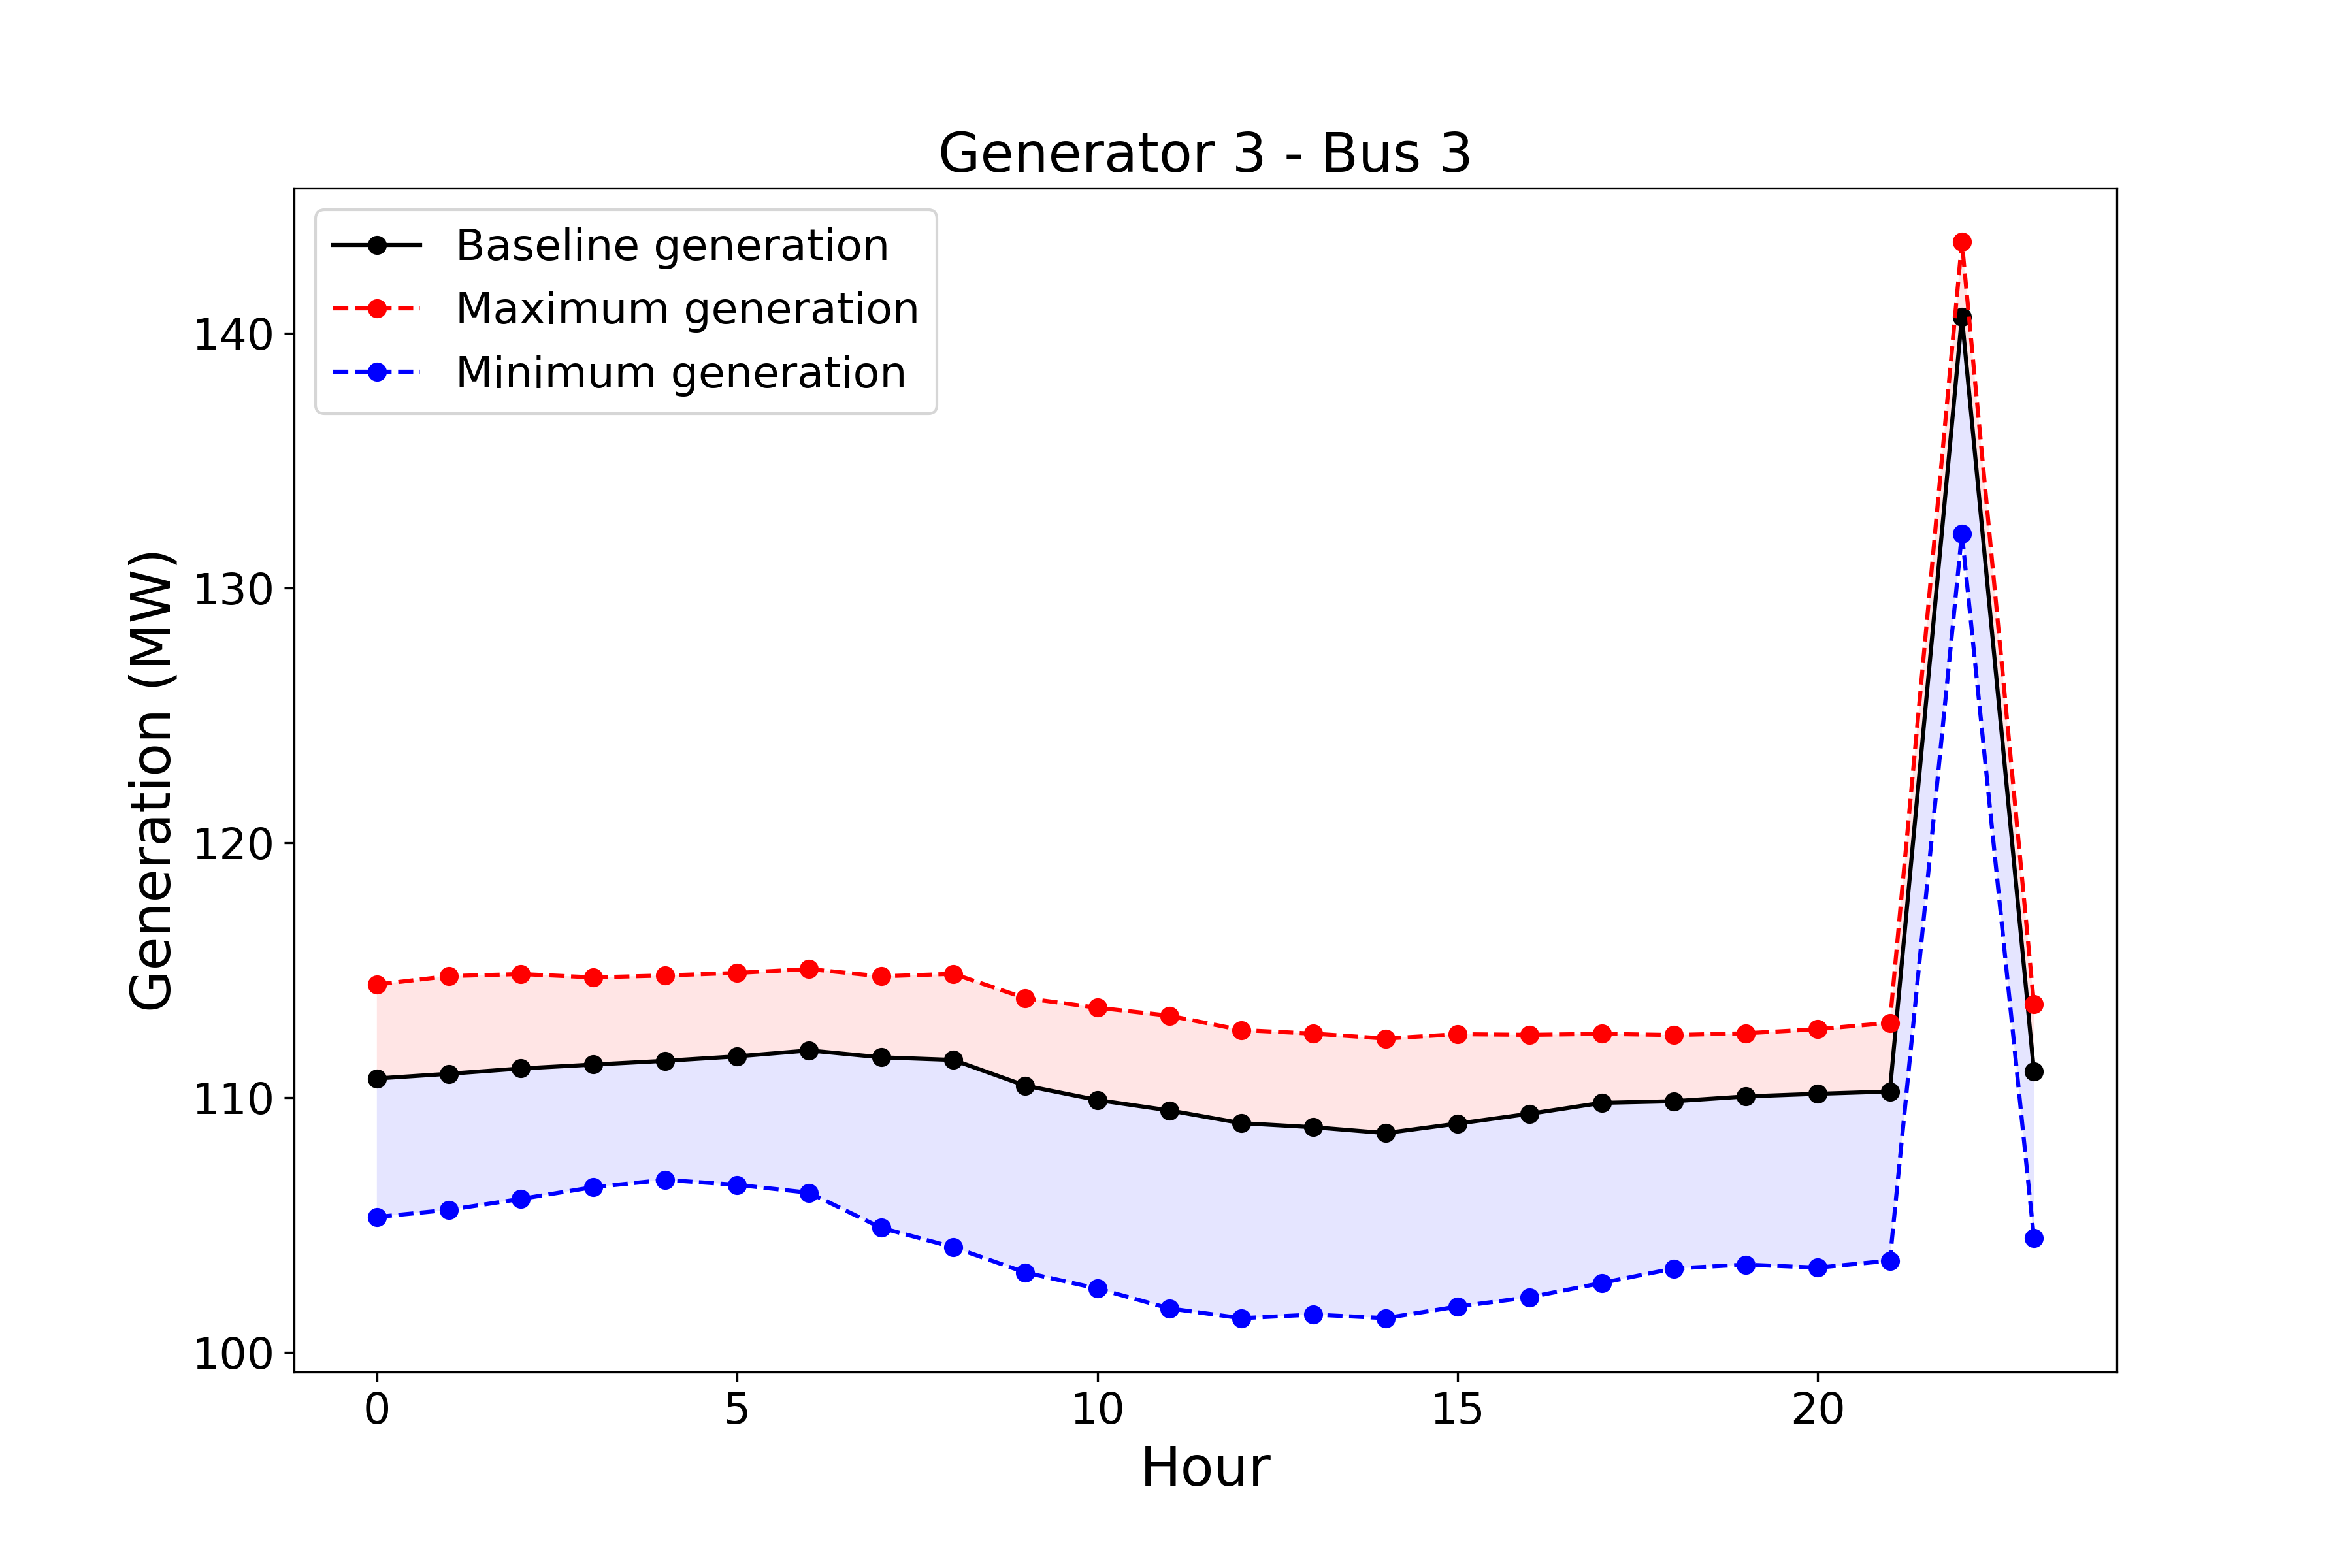 Generator 3 - Bus 3
Baseline generation
Maximum generation
Minimum generation
Generation (MW)
140
130
120
110
100
0 5 10 15 20
Hour